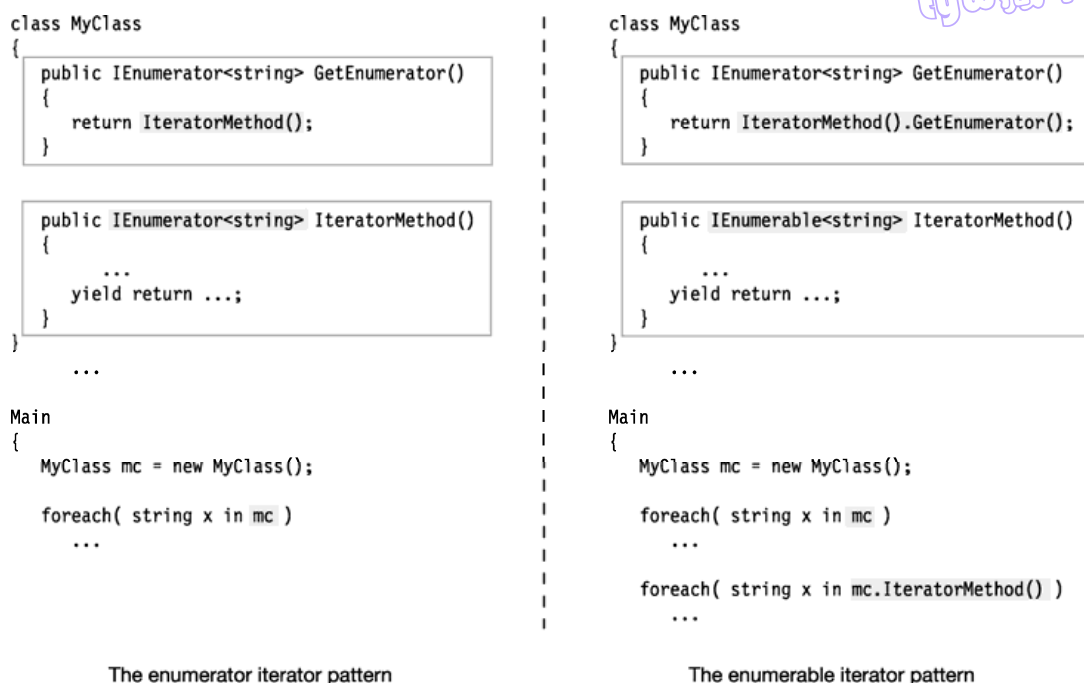 class MyClass
{
public IEnumerator<string> GetEnumerator()
{
return IteratorMethod();
}
public IEnumerator<string> IteratorMethod()
{
...
yield return ...;
}
}
...
Main
{
MyClass mc = new MyClass();
foreach( string x in mc )
...
The enumerator iterator pattern
class MyClass
{
public IEnumerator<string> GetEnumerator()
{
return IteratorMethod().GetEnumerator();
}
public IEnumerable<string> IteratorMethod()
{
...
yield return ...;
}
}
...
Main
{
MyClass mc = new MyClass();
foreach( string x in mc )
...
foreach( string x in mc.IteratorMethod() )
...
The enumerable iterator pattern